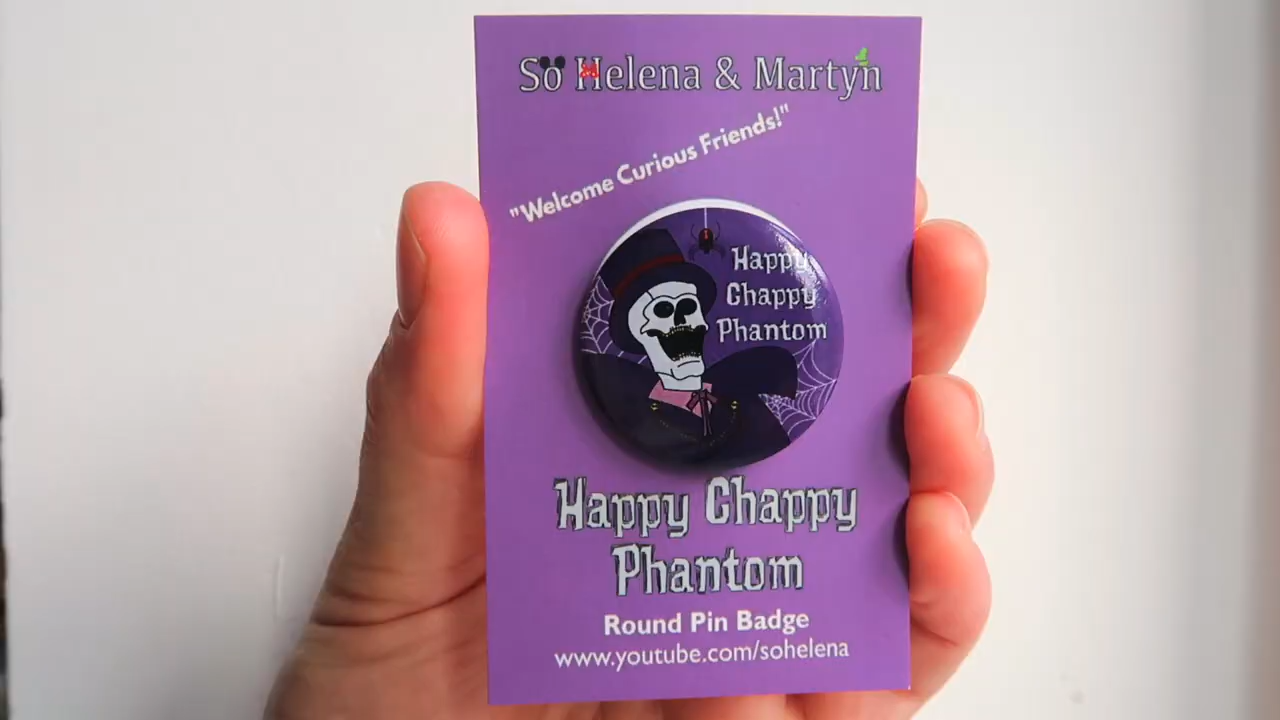 So Helena & Martyn
"Welcome Curious Friends!"
Happy
Chappy
Phantom
Happy Chappy
Phantom
Round Pin Badge
www.youtube.com/sohelena